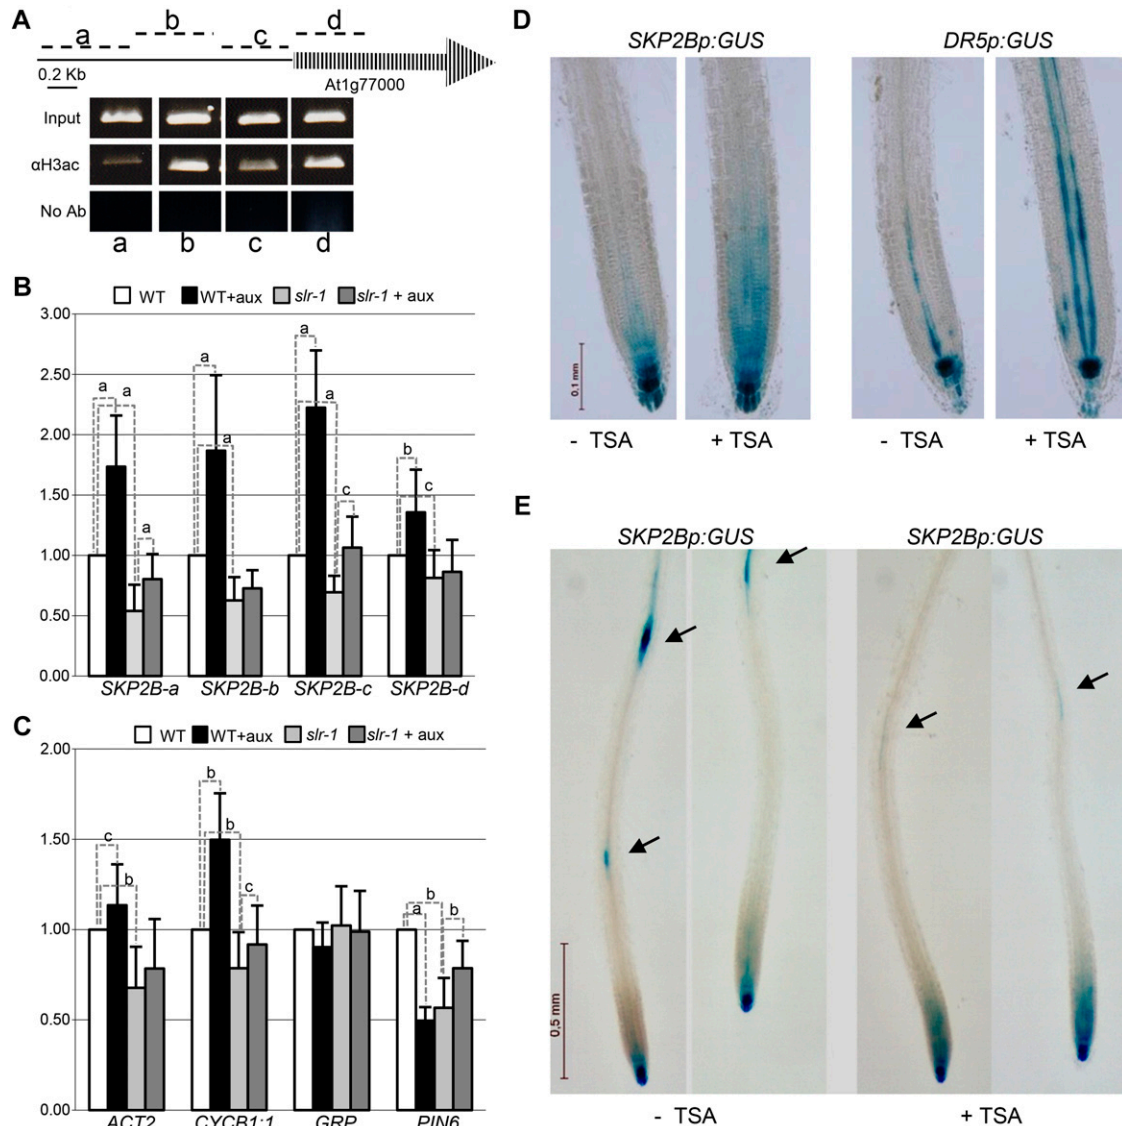 A
a b c d
0.2 Kb
At1g77000
Input
αH3ac
No Ab
a b c d
B
WT WT+aux slr-1 slr-1 + aux
3.00
2.50
2.00
1.50
1.00
0.50
0.00
a a a
a a
a a c
b c
SKP2B-a SKP2B-b SKP2B-c SKP2B-d
C
WT WT+aux slr-1 slr-1 + aux
2.00
1.50
1.00
0.50
0.00
c b
b b c
b a b
ACT2 CYCB1;1 GRP PIN6
D
SKP2Bp:GUS DR5p:GUS
0,1 mm
- TSA + TSA - TSA + TSA
E
SKP2Bp:GUS SKP2Bp:GUS
0,5 mm
- TSA + TSA